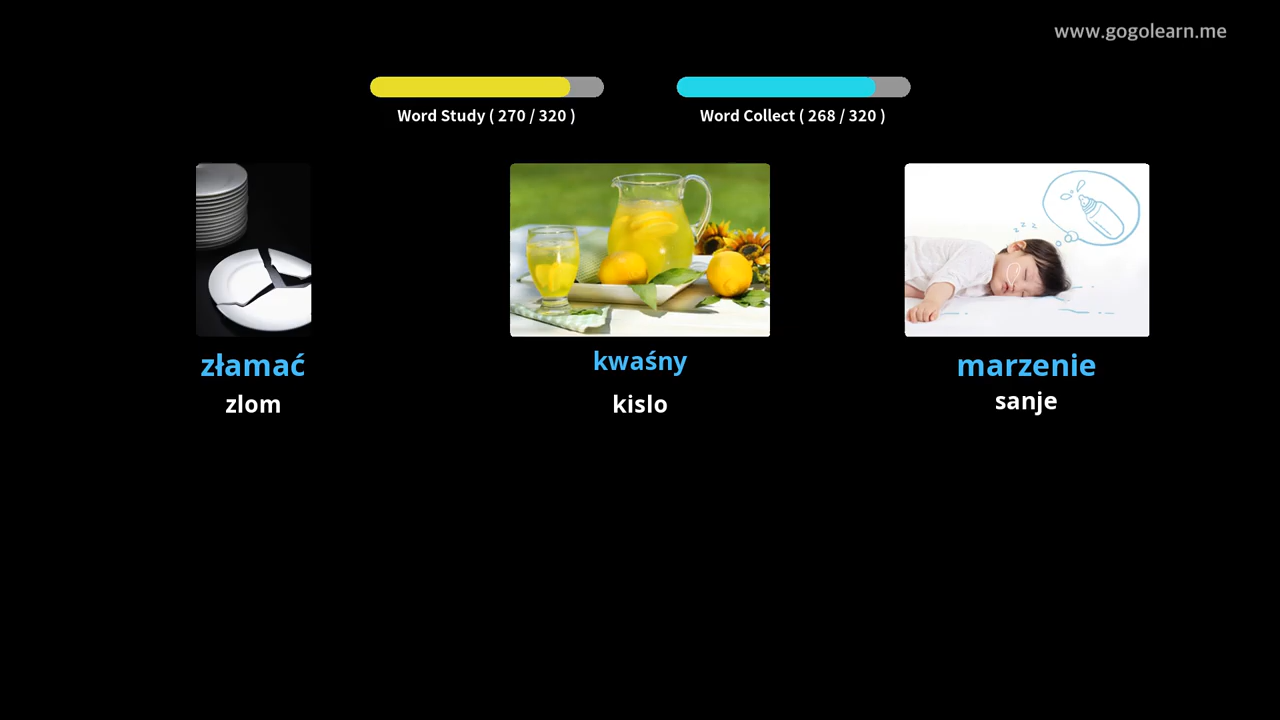 www.gogolearn.me
Word Study ( 270 / 320 )
Word Collect ( 268 / 320 )
złamać
kwaśny
marzenie
zlom
kislo
sanje